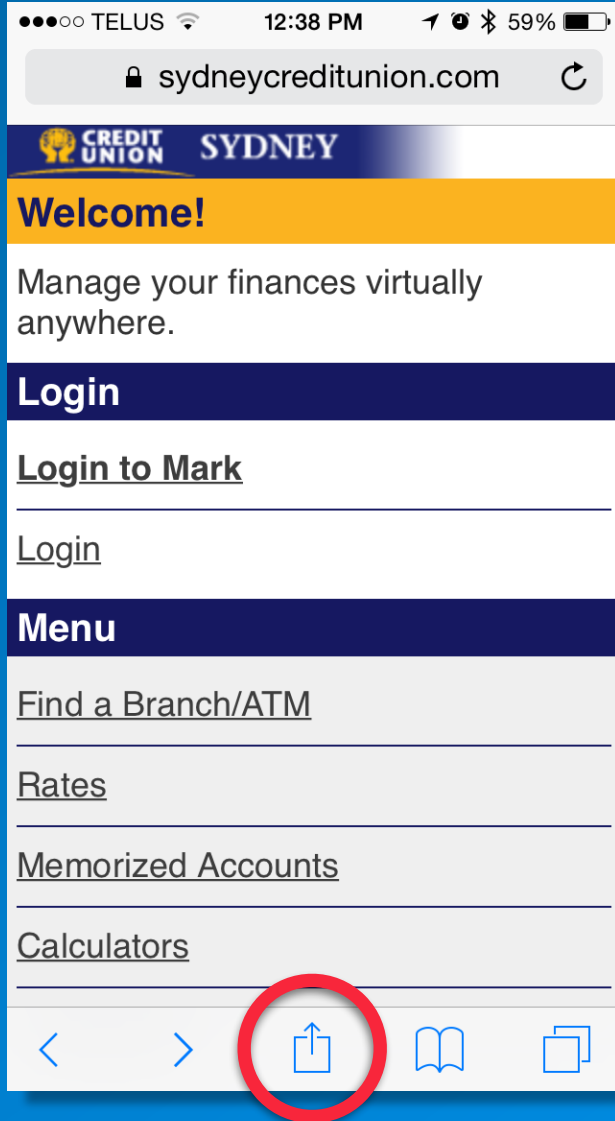 TELUS 12:38 PM 59%
sydneycreditunion.com
CREDIT UNION SYDNEY
Welcome!
Manage your finances virtually
anywhere.
Login
Login to Mark
Login
Menu
Find a Branch/ATM
Rates
Memorized Accounts
Calculators